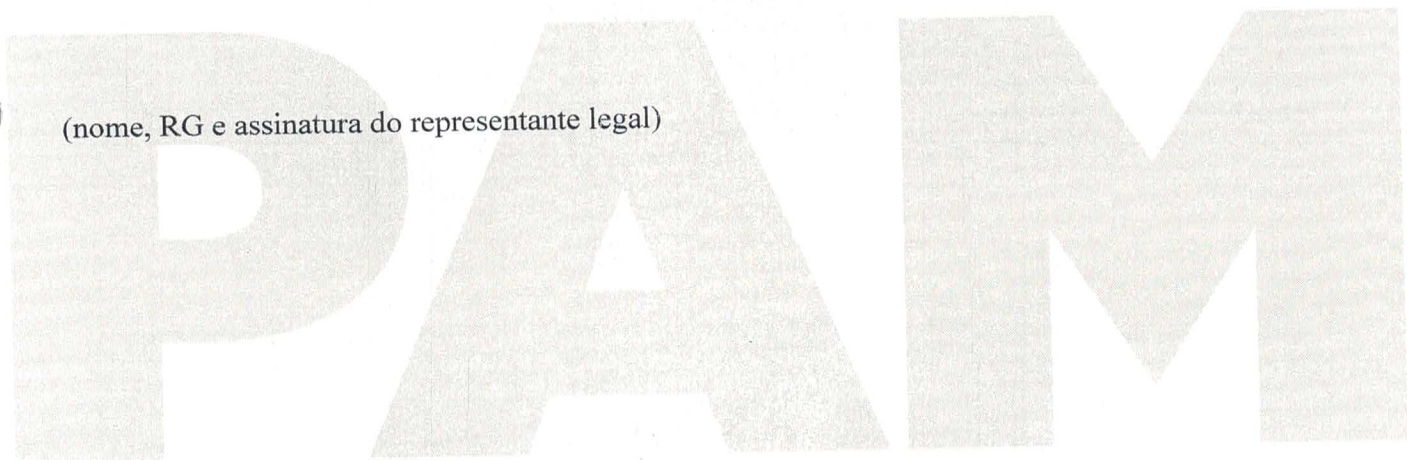 (nome, RG e assinatura do representante legal)
PAM